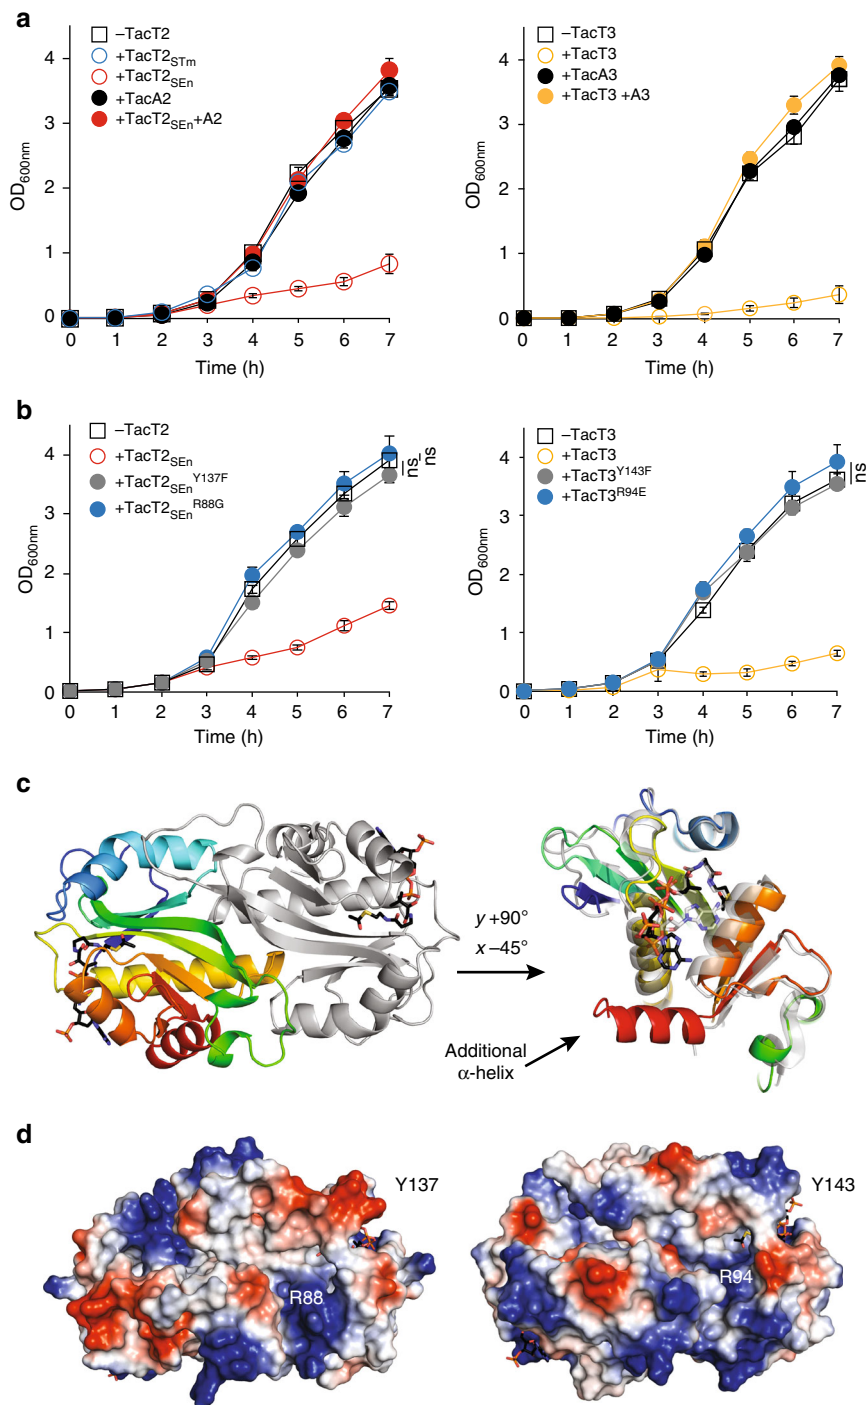 a
–TacT2
+TacT2STm
+TacT2SEn
+TacA2
+TacT2SEn+A2
OD600nm
4
3
2
1
0
0 1 2 3 4 5 6 7
Time (h)
–TacT3
+TacT3
+TacA3
+TacT3 +A3
OD600nm
4
3
2
1
0
0 1 2 3 4 5 6 7
Time (h)
b
–TacT2
+TacT2SEn
+TacT2SEn Y137F
+TacT2SEn R88G
ns
ns
OD600nm
4
3
2
1
0
0 1 2 3 4 5 6 7
Time (h)
–TacT3
+TacT3
+TacT3Y143F
+TacT3R94E
ns
OD600nm
4
3
2
1
0
0 1 2 3 4 5 6 7
Time (h)
c
y +90°
x –45°
Additional
α-helix
d
Y137
R88
Y143
R94